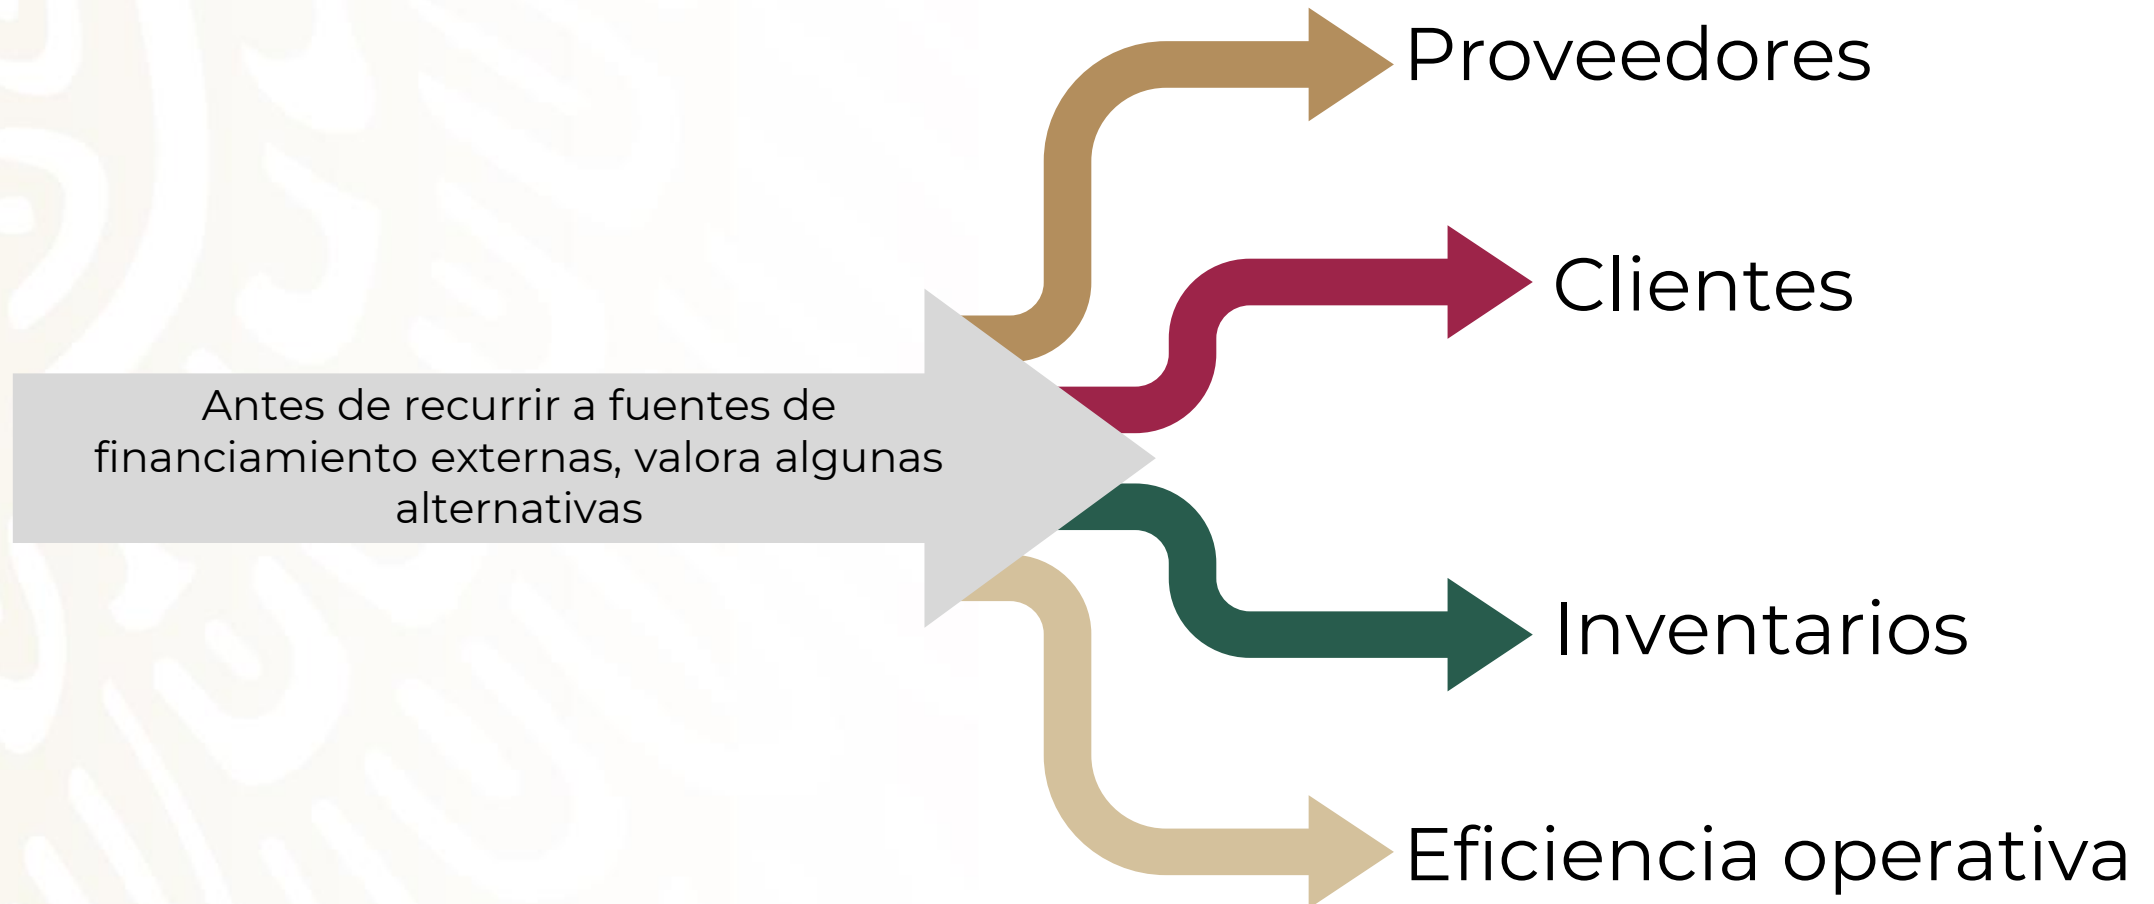 Proveedores
Clientes
Antes de recurrir a fuentes de
financiamiento externas, valora algunas
alternativas
Inventarios
Eficiencia operativa